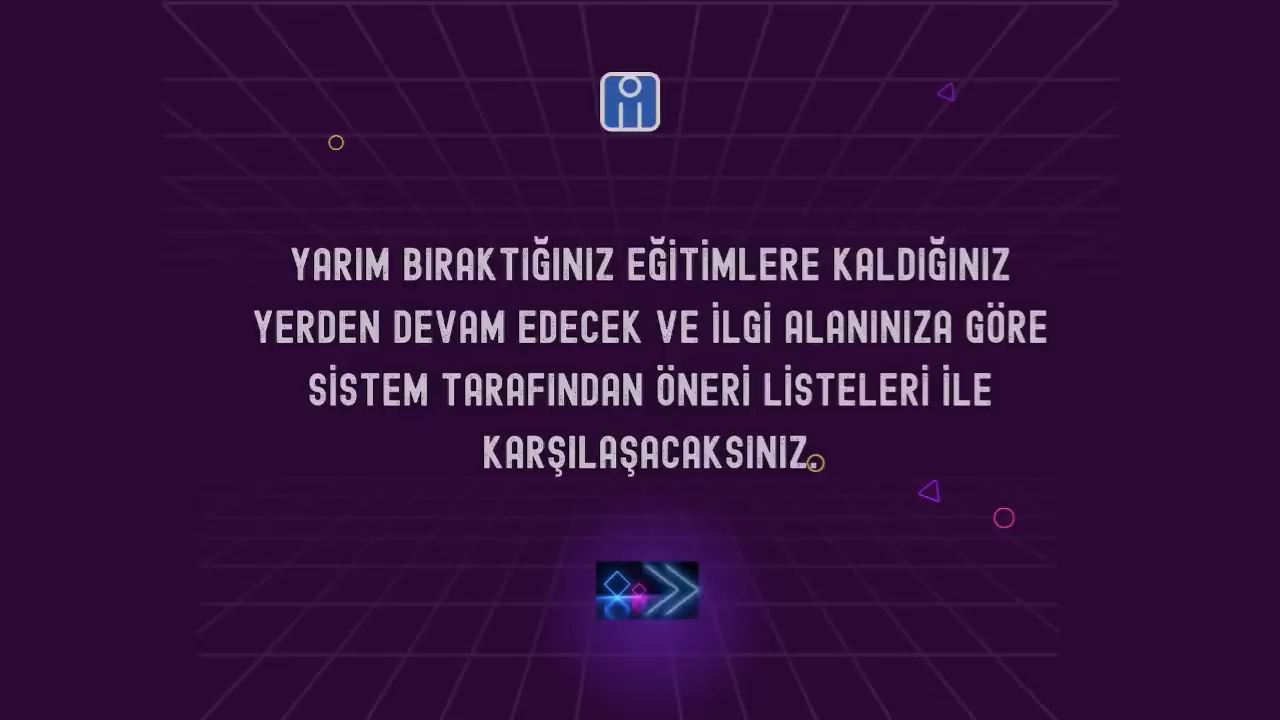 YARIM BIRAKTIĞINIZ EĞİTİMLERE KALDIĞINIZ
YERDEN DEVAM EDECEK VE İLGİ ALANINIZA GÖRE
SİSTEM TARAFINDAN ÖNERİ LİSTELERİ İLE
KARŞILAŞACAKSINIZ.